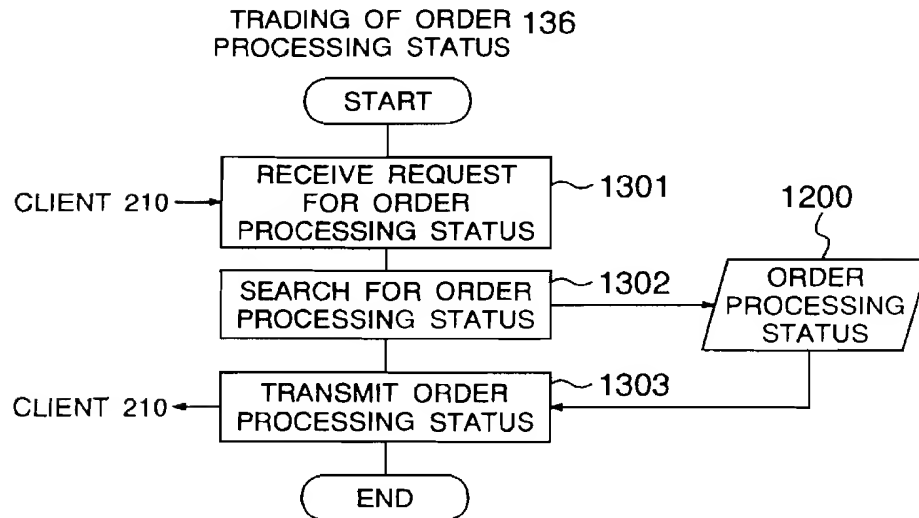 TRADING OF ORDER 136
PROCESSING STATUS
START
RECEIVE REQUEST
FOR ORDER
PROCESSING STATUS
1301
CLIENT 210
1200
SEARCH FOR ORDER
PROCESSING STATUS
1302
ORDER
PROCESSING
STATUS
TRANSMIT ORDER
PROCESSING STATUS
1303
CLIENT 210
END